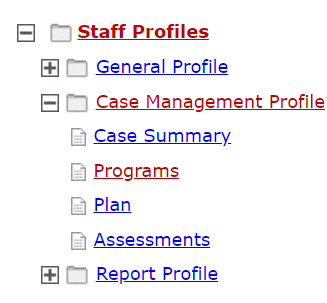 Staff Profiles
General Profile
Case Management Profile
Case Summary
Programs
Plan
Assessments
Report Profile